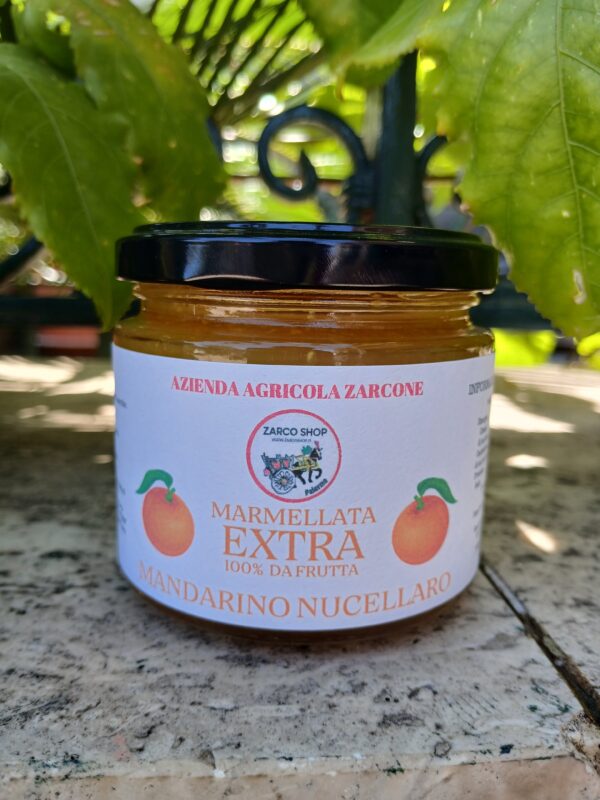 AZIENDA AGRICOLA ZARCONE
ZARCO SHOP
Palermo
MARMELLATA
EXTRA
100% DA FRUTTA
MANDARINO NUCELLARO